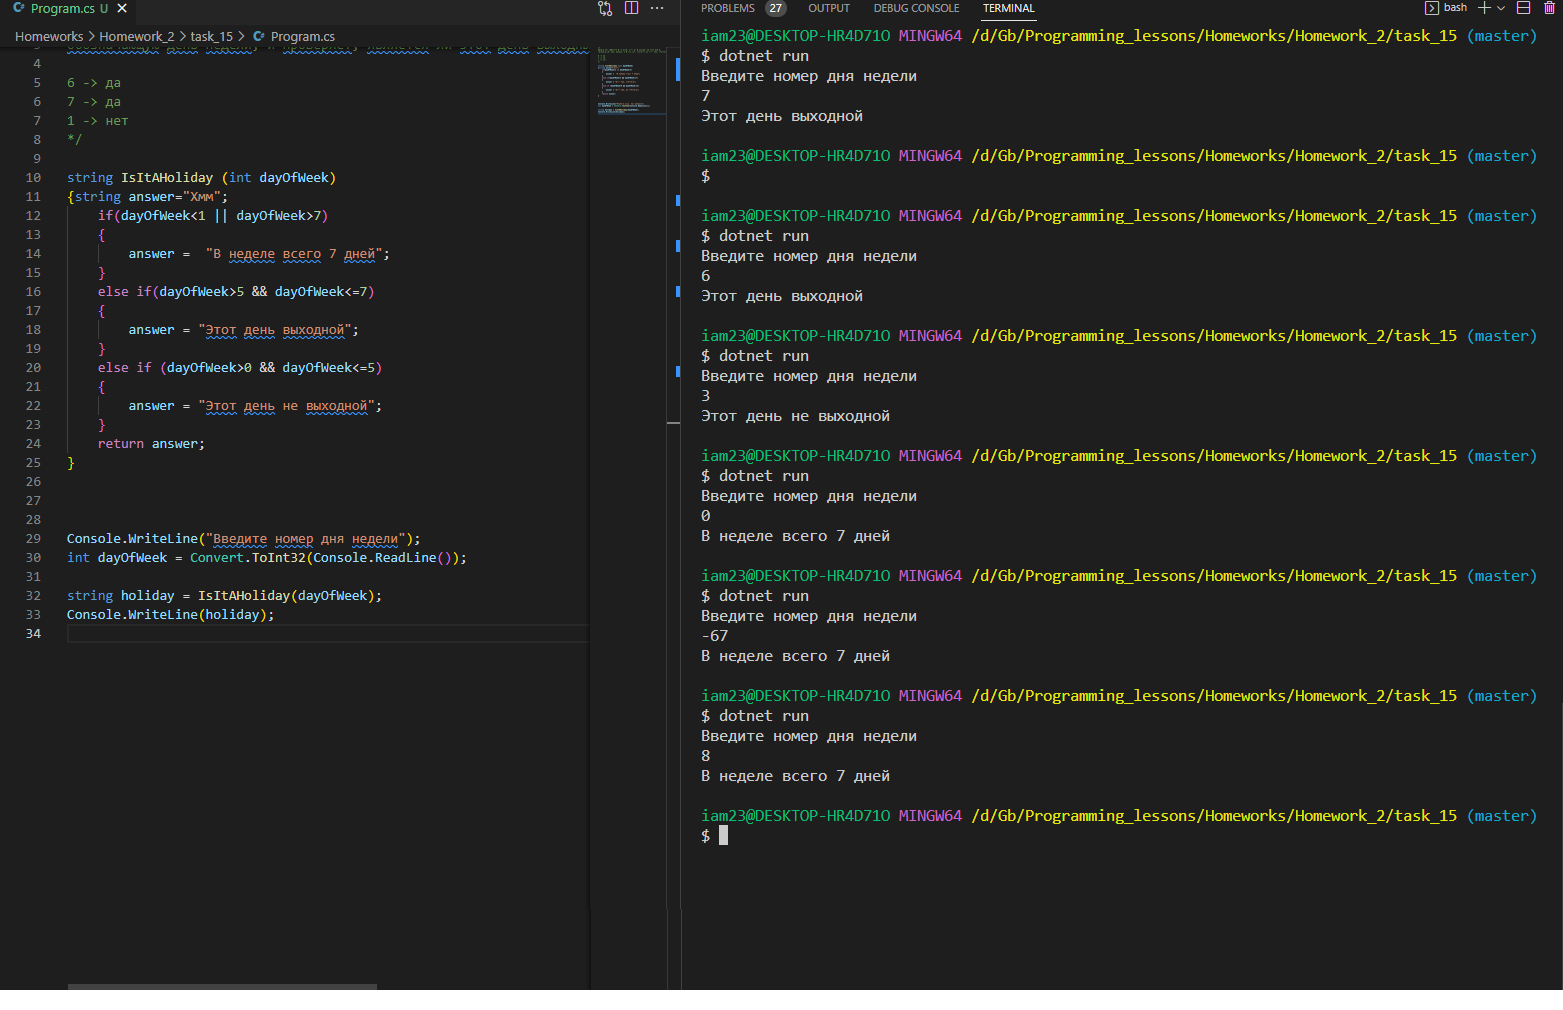 Program.cs U
Homeworks > Homework_2 > task_15 > Program.cs
4
5 6 -> да
6 7 -> да
7 1 -> нет
8 */
9
10 string IsItAHoliday (int dayOfWeek)
11 {string answer="Хмм";
12 if(dayOfWeek<1 || dayOfWeek>7)
13 {
14 answer =  "В неделе всего 7 дней";
15 }
16 else if(dayOfWeek>5 && dayOfWeek<=7)
17 {
18 answer = "Этот день выходной";
19 }
20 else if (dayOfWeek>0 && dayOfWeek<=5)
21 {
22 answer = "Этот день не выходной";
23 }
24 return answer;
25 }
26
27
28
29 Console.WriteLine("Введите номер дня недели");
30 int dayOfWeek = Convert.ToInt32(Console.ReadLine());
31
32 string holiday = IsItAHoliday(dayOfWeek);
33 Console.WriteLine(holiday);
34
PROBLEMS 27 OUTPUT DEBUG CONSOLE TERMINAL bash
iam23@DESKTOP-HR4D71O MINGW64 /d/Gb/Programming_lessons/Homeworks/Homework_2/task_15 (master)
$ dotnet run
Введите номер дня недели
7
Этот день выходной
iam23@DESKTOP-HR4D71O MINGW64 /d/Gb/Programming_lessons/Homeworks/Homework_2/task_15 (master)
$
iam23@DESKTOP-HR4D71O MINGW64 /d/Gb/Programming_lessons/Homeworks/Homework_2/task_15 (master)
$ dotnet run
Введите номер дня недели
6
Этот день выходной
iam23@DESKTOP-HR4D71O MINGW64 /d/Gb/Programming_lessons/Homeworks/Homework_2/task_15 (master)
$ dotnet run
Введите номер дня недели
3
Этот день не выходной
iam23@DESKTOP-HR4D71O MINGW64 /d/Gb/Programming_lessons/Homeworks/Homework_2/task_15 (master)
$ dotnet run
Введите номер дня недели
0
В неделе всего 7 дней
iam23@DESKTOP-HR4D71O MINGW64 /d/Gb/Programming_lessons/Homeworks/Homework_2/task_15 (master)
$ dotnet run
Введите номер дня недели
-67
В неделе всего 7 дней
iam23@DESKTOP-HR4D71O MINGW64 /d/Gb/Programming_lessons/Homeworks/Homework_2/task_15 (master)
$ dotnet run
Введите номер дня недели
8
В неделе всего 7 дней
iam23@DESKTOP-HR4D71O MINGW64 /d/Gb/Programming_lessons/Homeworks/Homework_2/task_15 (master)
$